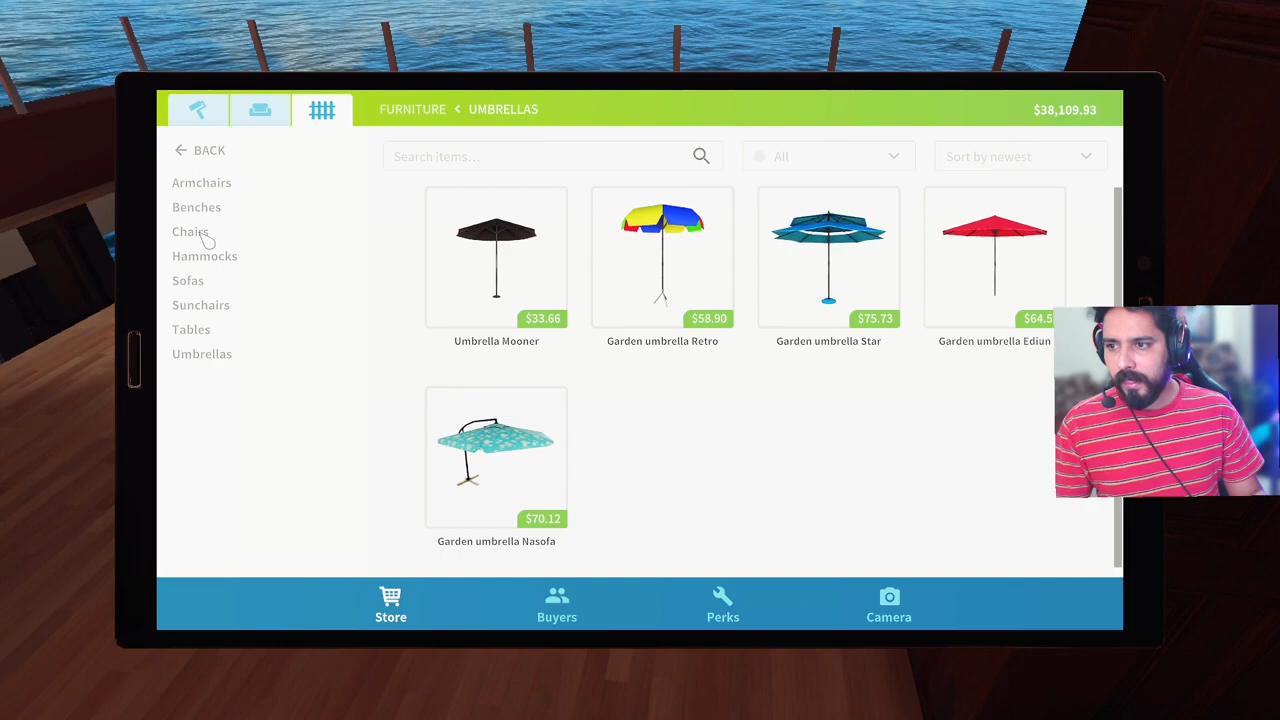 FURNITURE < UMBRELLAS
$38,109.93
BACK
Search items...
All
Sort by newest
Armchairs
Benches
Chairs
Hammocks
Sofas
Sunchairs
Tables
Umbrellas
$33.66
Umbrella Mooner
$58.90
Garden umbrella Retro
$75.73
Garden umbrella Star
$64.5
Garden umbrella Ediun
$70.12
Garden umbrella Nasofa
Store
Buyers
Perks
Camera